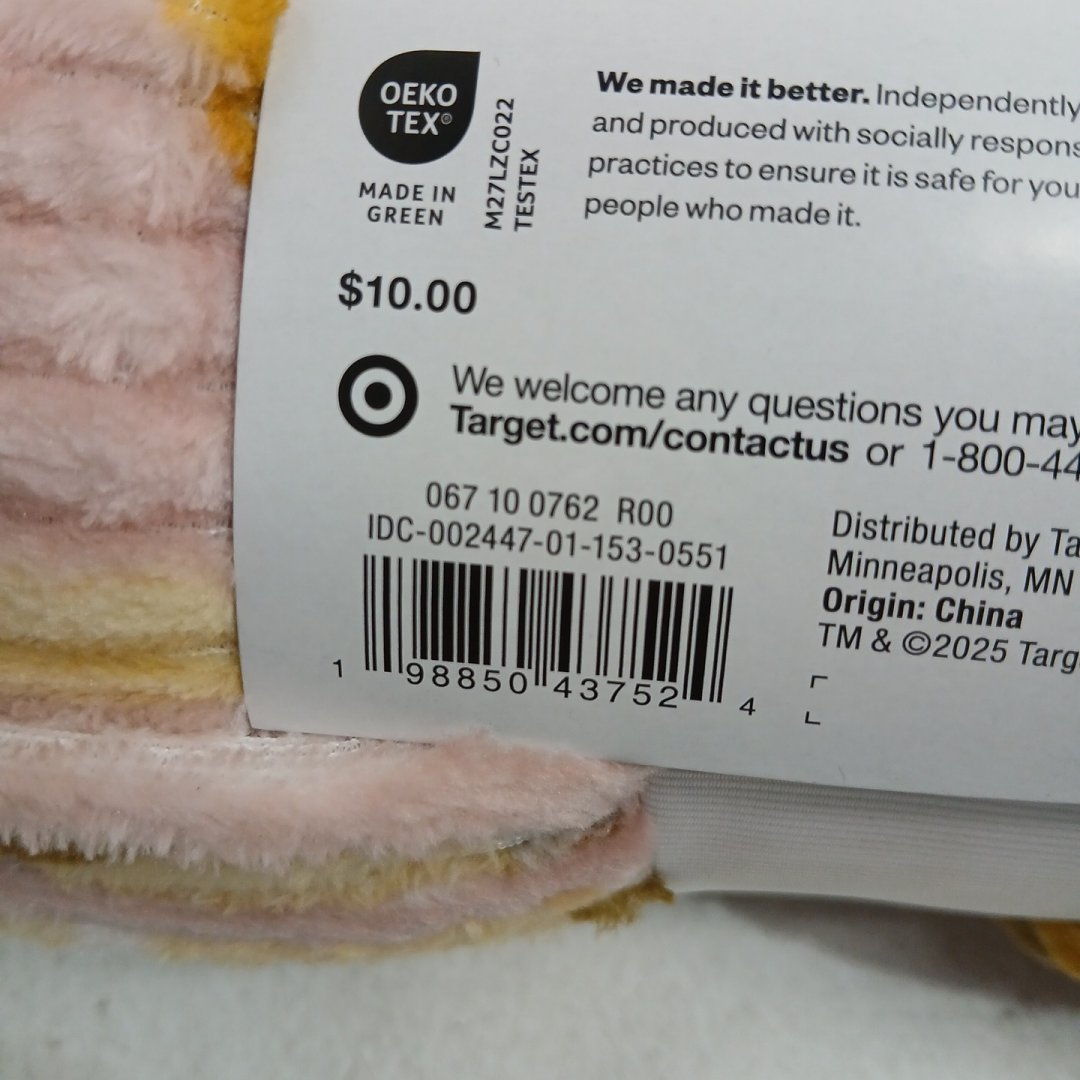 OEKO
TEX®
MADE IN
GREEN
M27LZC022
TESTEX
We made it better. Independently
and produced with socially respons
practices to ensure it is safe for you
people who made it.
$10.00
We welcome any questions you may
Target.com/contactus or 1-800-44
067 10 0762 R00
IDC-002447-01-153-0551
1 98850 43752 4
Distributed by Ta
Minneapolis, MN
Origin: China
TM & ©2025 Targ